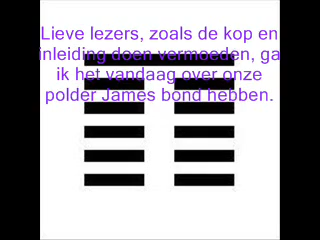 Lieve lezers, zoals de kop en
inleiding doen vermoeden, ga
ik het vandaag over onze
polder James bond hebben.